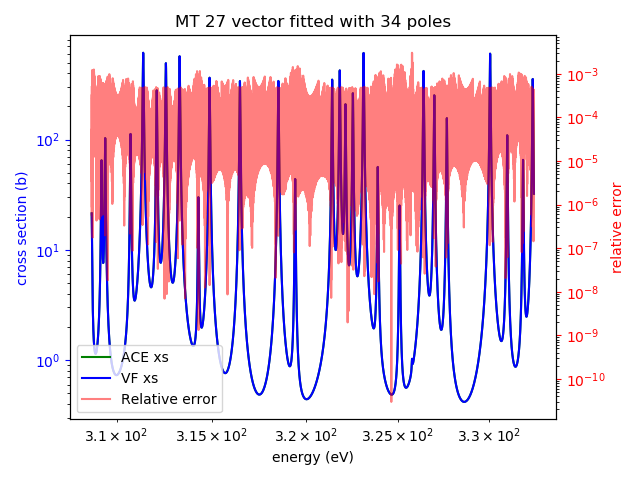 MT 27 vector fitted with 34 poles
cross section (b)
10²
10¹
10⁰
10⁻³
10⁻⁴
10⁻⁵
10⁻⁶
10⁻⁷
10⁻⁸
10⁻⁹
10⁻¹⁰
relative error
ACE xs
VF xs
Relative error
3.1 × 10² 3.15 × 10² 3.2 × 10² 3.25 × 10² 3.3 × 10²
energy (eV)